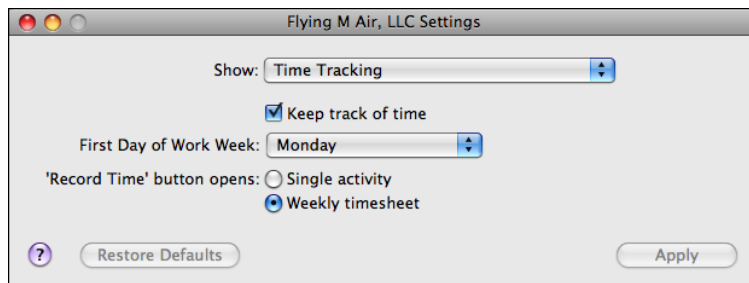 Flying M Air, LLC Settings
Show: Time Tracking
Keep track of time
First Day of Work Week: Monday
'Record Time' button opens: Single activity
Weekly timesheet
? Restore Defaults Apply